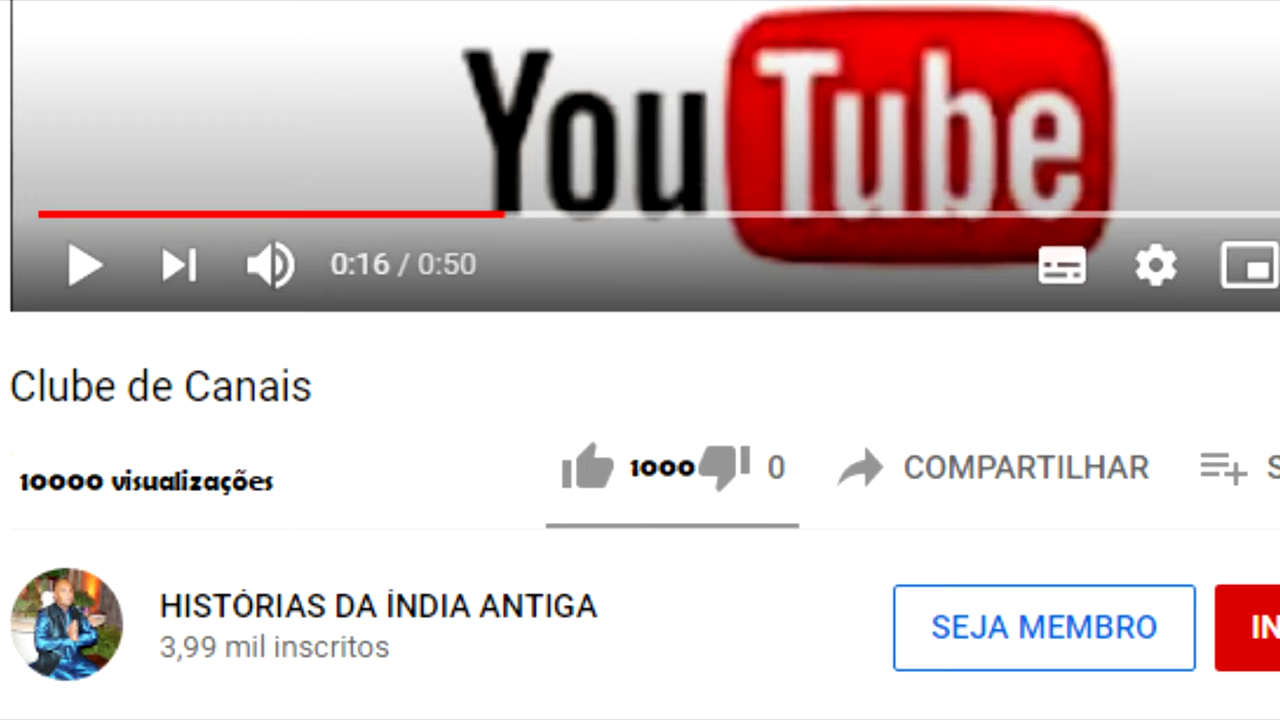 YouTube
0:16 / 0:50
Clube de Canais
10000 visualizações
1000 0 COMPARTILHAR S
HISTÓRIAS DA ÍNDIA ANTIGA
3,99 mil inscritos
SEJA MEMBRO IN